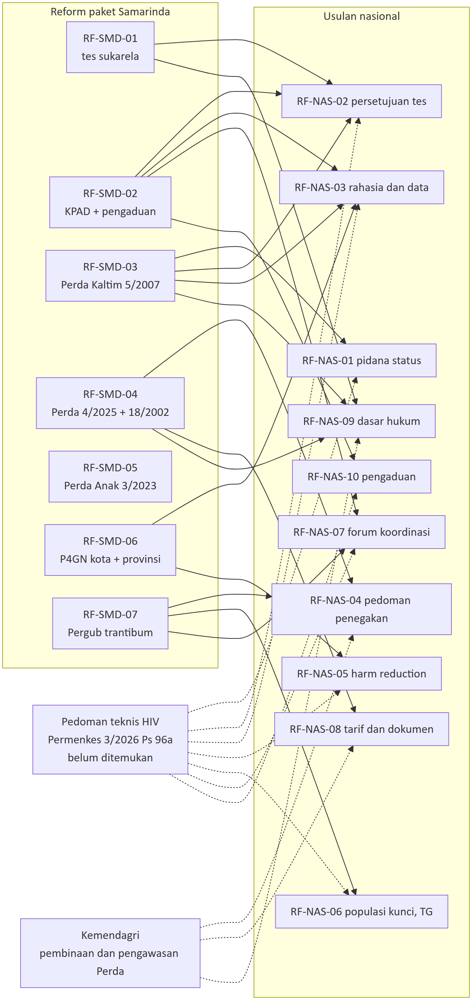 Reform paket Samarinda
RF-SMD-01
tes sukarela
RF-SMD-02
KPAD + pengaduan
RF-SMD-03
Perda Kaltim 5/2007
RF-SMD-04
Perda 4/2025 + 18/2002
RF-SMD-05
Perda Anak 3/2023
RF-SMD-06
P4GN kota + provinsi
RF-SMD-07
Pergub trantibum
Pedoman teknis HIV
Permenkes 3/2026 Ps 96a
belum ditemukan
Kemendagri
pembinaan dan pengawasan
Perda
Usulan nasional
RF-NAS-02 persetujuan tes
RF-NAS-03 rahasia dan data
RF-NAS-01 pidana status
RF-NAS-09 dasar hukum
RF-NAS-10 pengaduan
RF-NAS-07 forum koordinasi
RF-NAS-04 pedoman
penegakan
RF-NAS-05 harm reduction
RF-NAS-08 tarif dan dokumen
RF-NAS-06 populasi kunci, TG